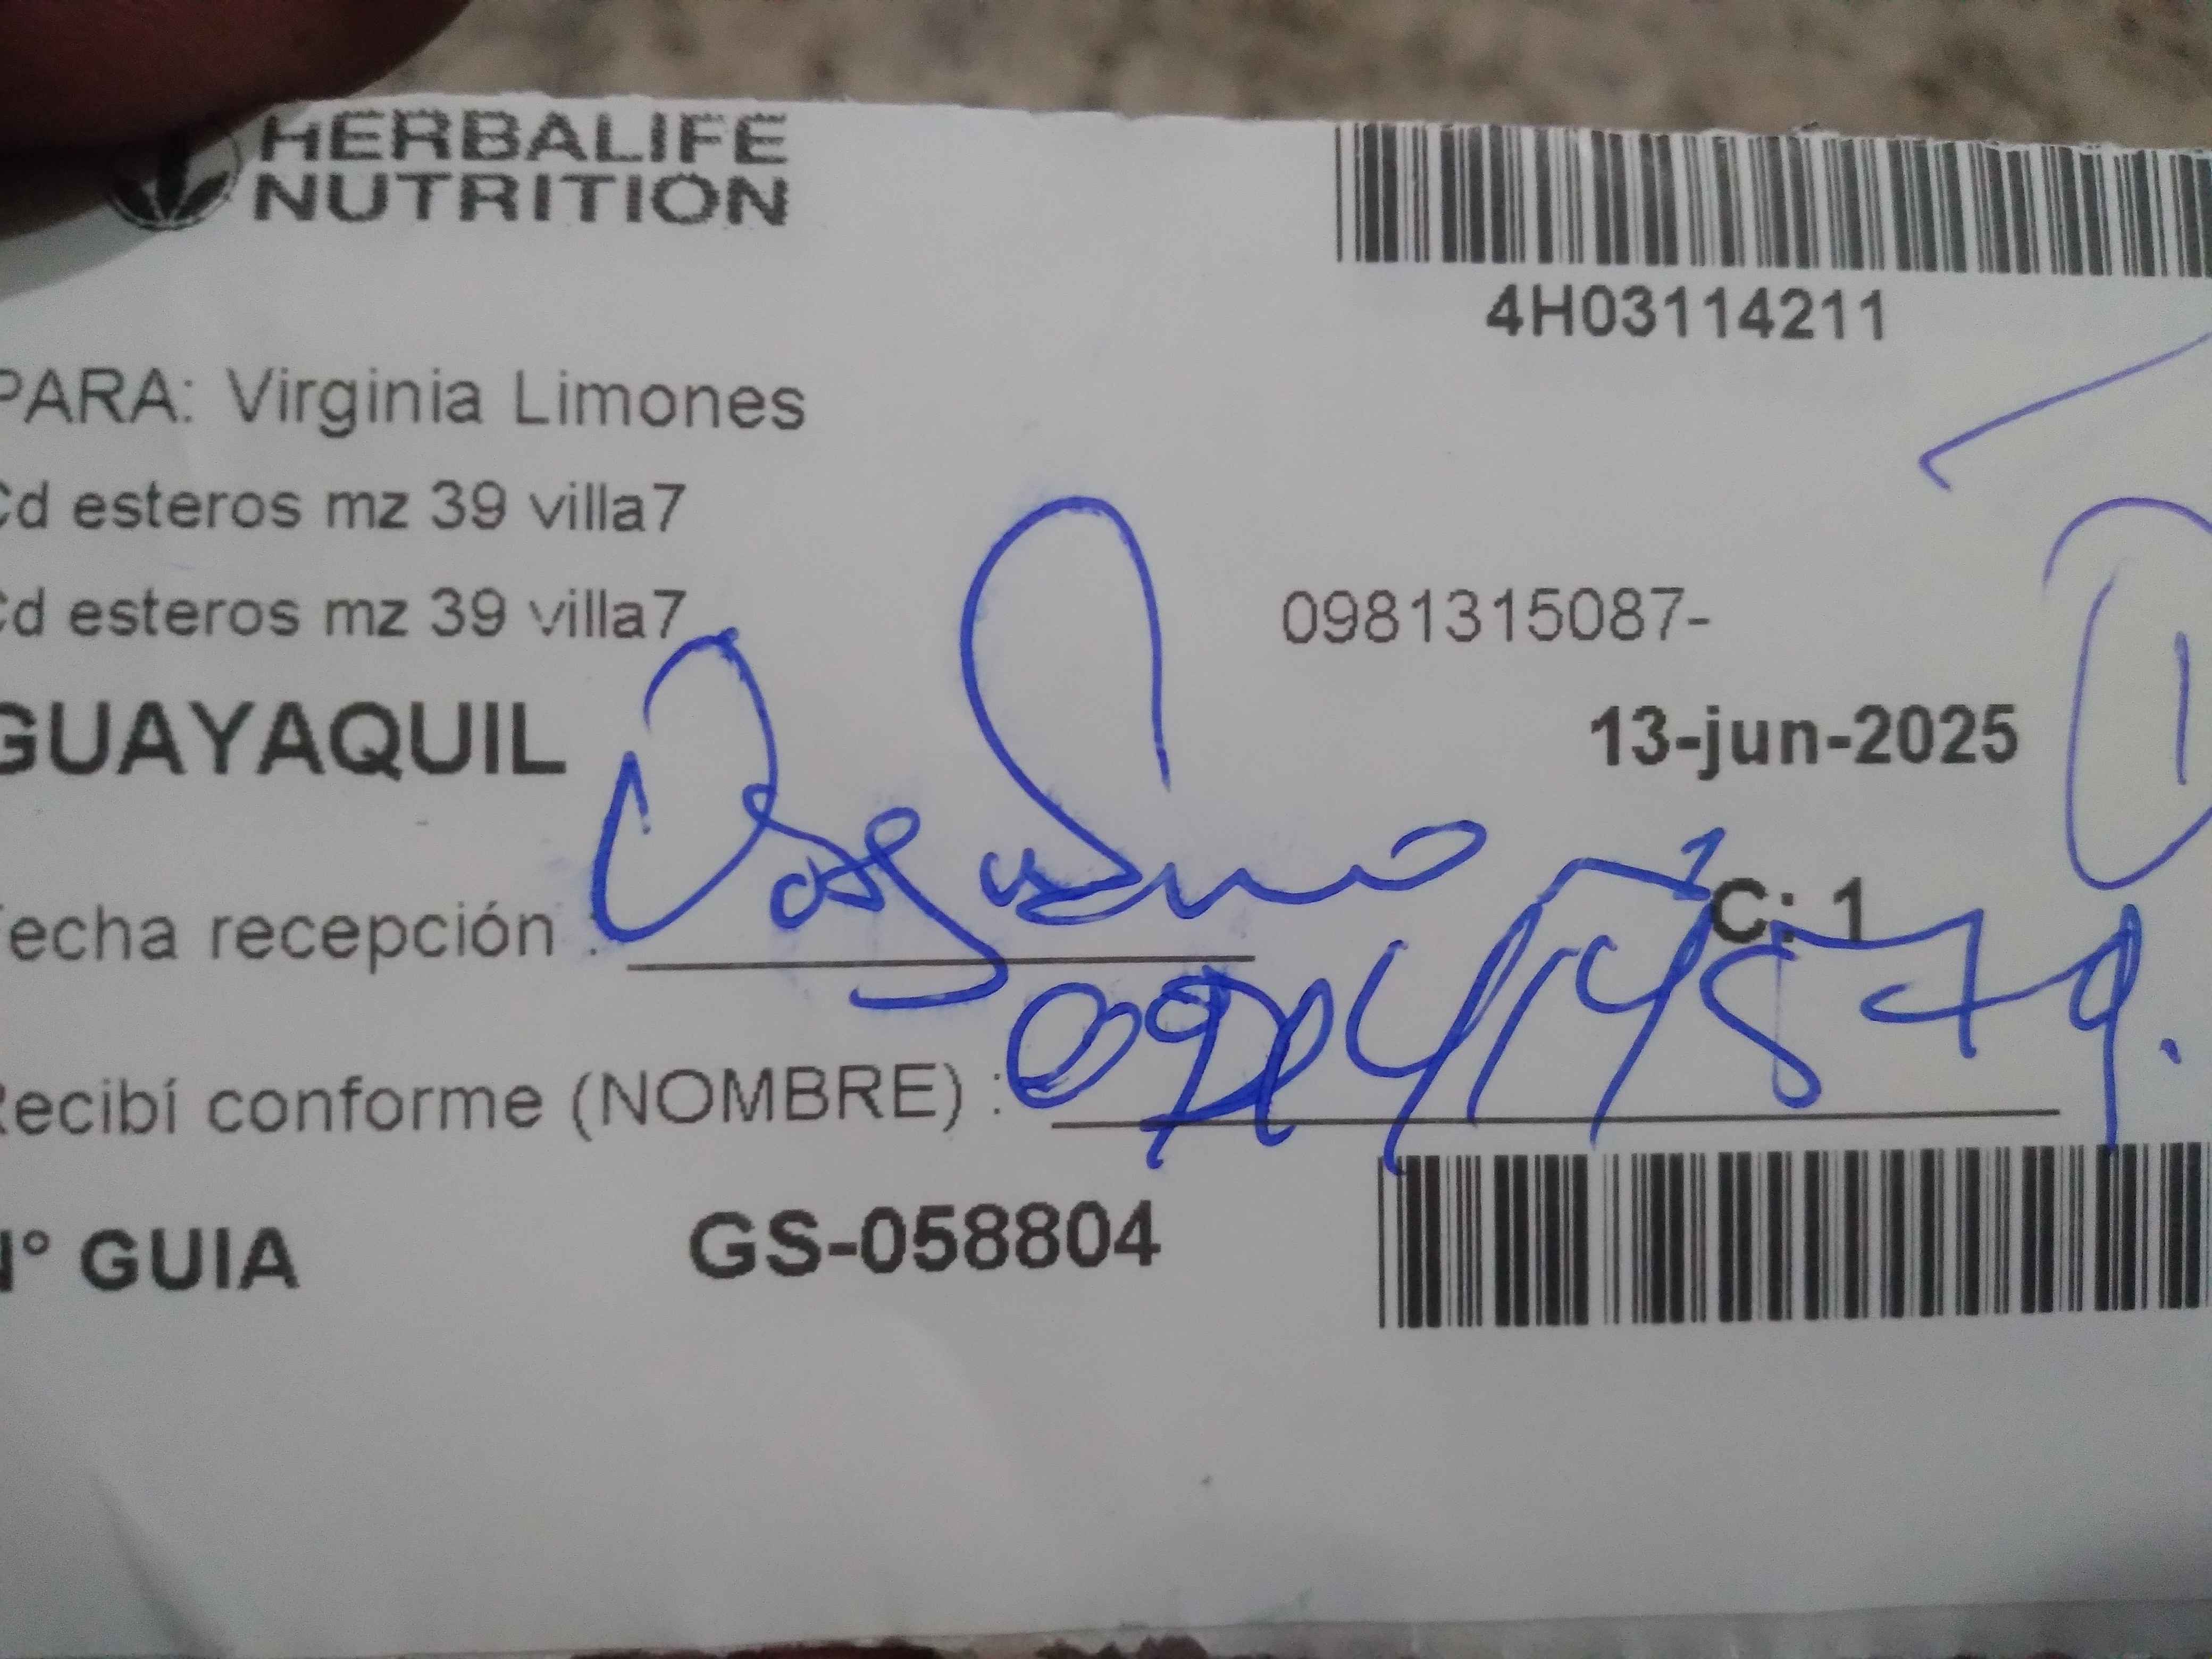 HERBALIFE
NUTRITION
4H03114211
PARA: Virginia Limones
Cd esteros mz 39 villa7
Cd esteros mz 39 villa7
0981315087-
GUAYAQUIL
13-jun-2025
Fecha recepción :
C: 1
Recibí conforme (NOMBRE) :
N° GUIA GS-058804